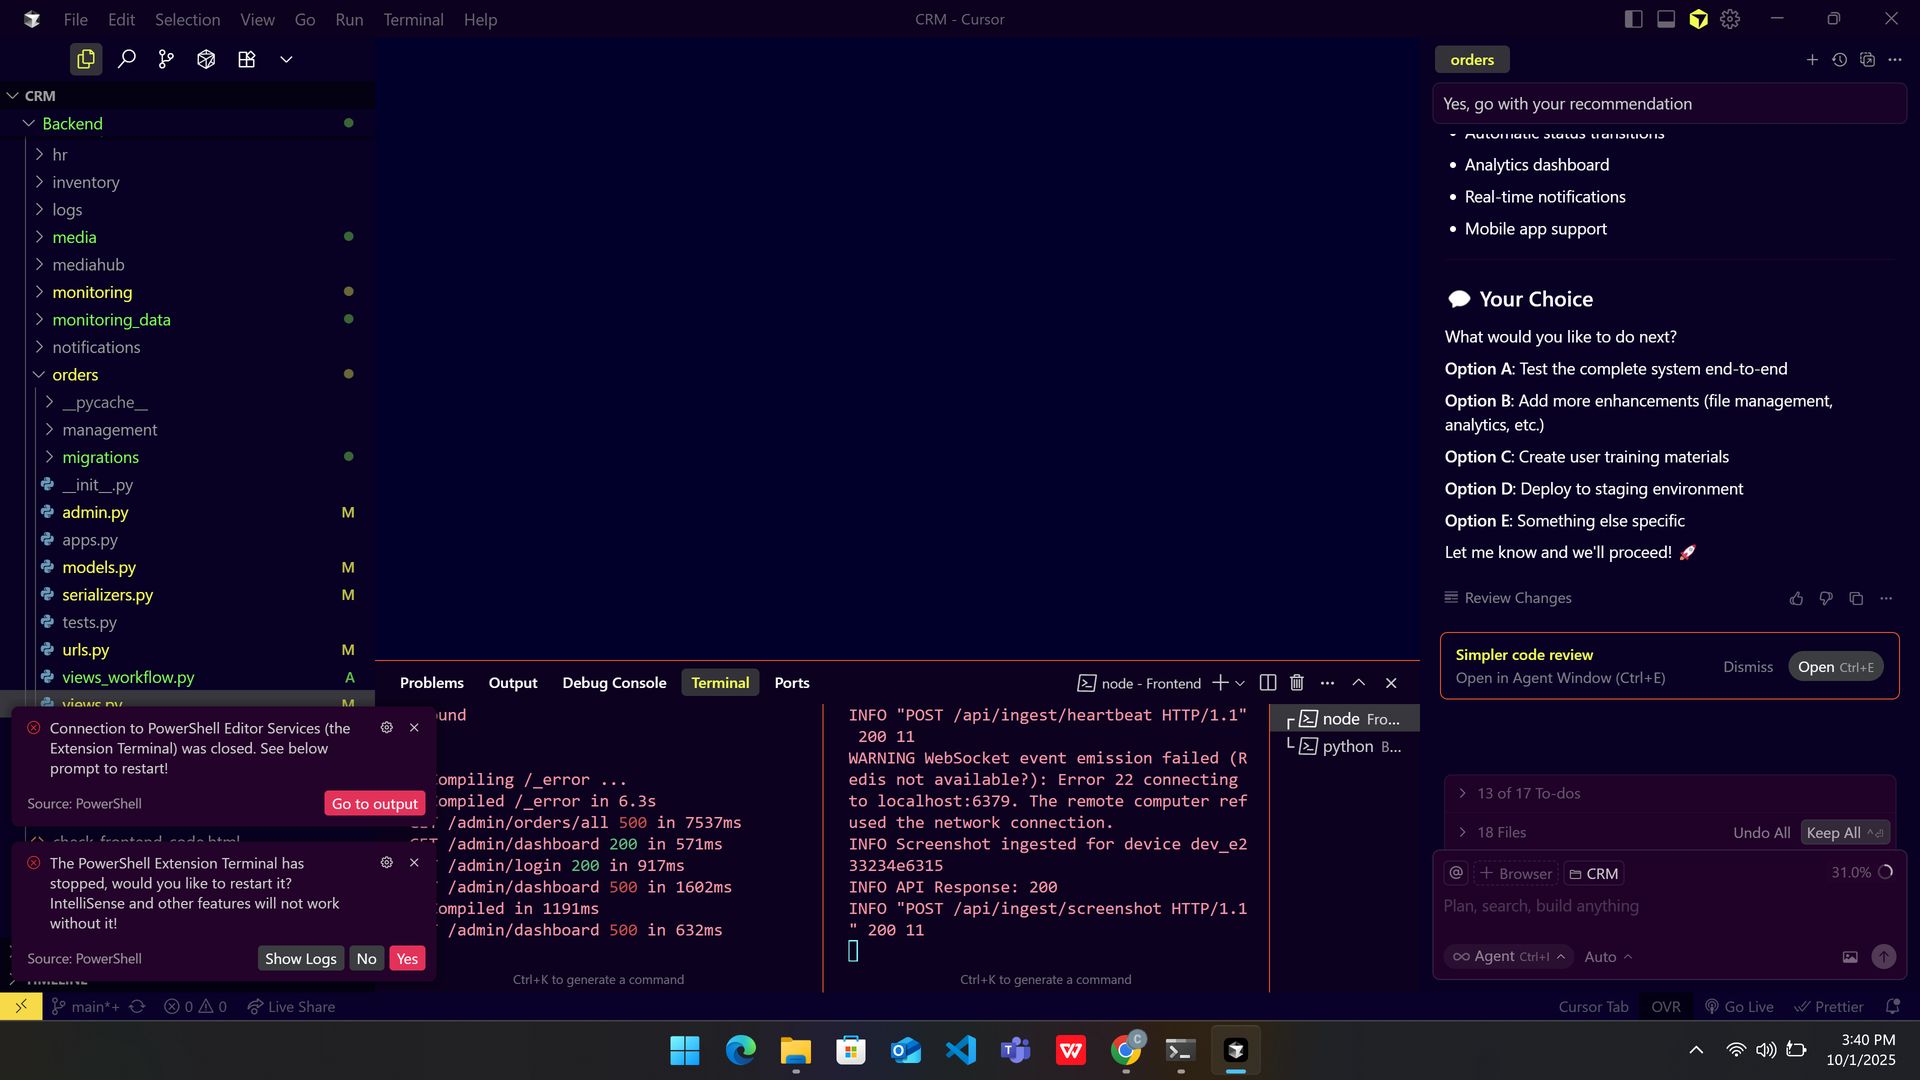 File Edit Selection View Go Run Terminal Help
CRM - Cursor
CRM
Backend
hr
inventory
logs
media
mediahub
monitoring
monitoring_data
notifications
orders
__pycache__
management
migrations
__init__.py
admin.py M
apps.py
models.py M
serializers.py M
tests.py
urls.py M
views_workflow.py A
views.py M
Connection to PowerShell Editor Services (the
Extension Terminal) was closed. See below
prompt to restart!
Source: PowerShell
Go to output
check_frontend_code.html
The PowerShell Extension Terminal has
stopped, would you like to restart it?
IntelliSense and other features will not work
without it!
Source: PowerShell
Show Logs No Yes
TIMELINE
Problems Output Debug Console Terminal Ports
node - Frontend
ound
ompiling /_error ...
ompiled /_error in 6.3s
GET /admin/orders/all 500 in 7537ms
GET /admin/dashboard 200 in 571ms
/admin/login 200 in 917ms
/admin/dashboard 500 in 1602ms
ompiled in 1191ms
/admin/dashboard 500 in 632ms
Ctrl+K to generate a command
INFO "POST /api/ingest/heartbeat HTTP/1.1"
200 11
WARNING WebSocket event emission failed (R
edis not available?): Error 22 connecting
to localhost:6379. The remote computer ref
used the network connection.
INFO Screenshot ingested for device dev_e2
33234e6315
INFO API Response: 200
INFO "POST /api/ingest/screenshot HTTP/1.1
" 200 11
Ctrl+K to generate a command
node Fro...
python B...
orders
Yes, go with your recommendation
• Automatic status transitions
• Analytics dashboard
• Real-time notifications
• Mobile app support
💬 Your Choice
What would you like to do next?
Option A: Test the complete system end-to-end
Option B: Add more enhancements (file management,
analytics, etc.)
Option C: Create user training materials
Option D: Deploy to staging environment
Option E: Something else specific
Let me know and we'll proceed! 🚀
Review Changes
Simpler code review
Open in Agent Window (Ctrl+E)
Dismiss
Open Ctrl+E
13 of 17 To-dos
18 Files
Undo All
Keep All
@ + Browser CRM
31.0%
Plan, search, build anything
Agent Ctrl+I
Auto
main*+ 0 0 Live Share
Cursor Tab OVR Go Live Prettier
3:40 PM
10/1/2025